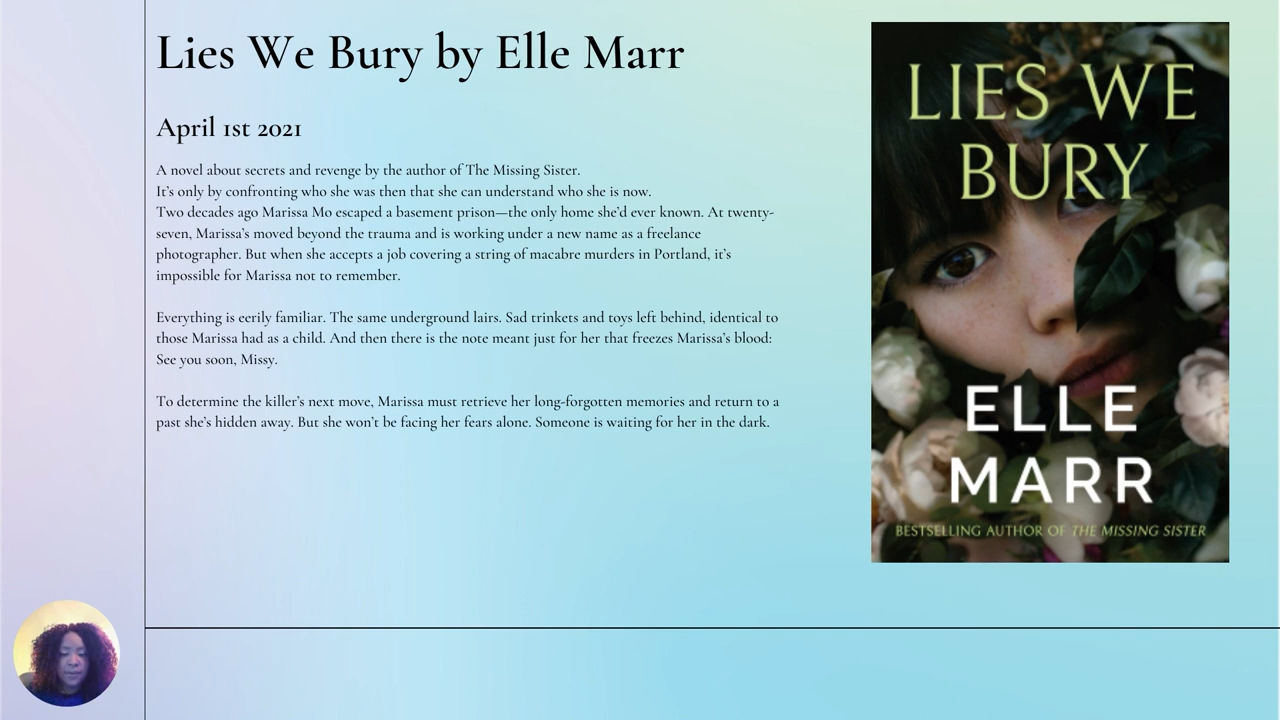 Lies We Bury by Elle Marr
April 1st 2021
A novel about secrets and revenge by the author of The Missing Sister.
It’s only by confronting who she was then that she can understand who she is now.
Two decades ago Marissa Mo escaped a basement prison—the only home she’d ever known. At twenty-
seven, Marissa’s moved beyond the trauma and is working under a new name as a freelance
photographer. But when she accepts a job covering a string of macabre murders in Portland, it’s
impossible for Marissa not to remember.
Everything is eerily familiar. The same underground lairs. Sad trinkets and toys left behind, identical to
those Marissa had as a child. And then there is the note meant just for her that freezes Marissa’s blood:
See you soon, Missy.
To determine the killer’s next move, Marissa must retrieve her long-forgotten memories and return to a
past she’s hidden away. But she won’t be facing her fears alone. Someone is waiting for her in the dark.
LIES WE
BURY
ELLE
MARR
BESTSELLING AUTHOR OF THE MISSING SISTER